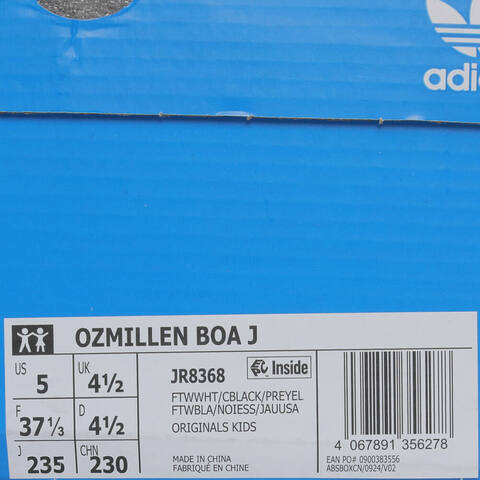 adidas
OZMILLEN BOA J
US 5 UK 4½
F 37⅓ D 4½
J 235 CHN 230
JR8368
Inside
FTWWHT/CBLACK/PREYEL
FTWBLA/NOIESS/JAUUSA
ORIGINALS KIDS
MADE IN CHINA
FABRIQUÉ EN CHINE
4 067891 356278
EAN PO# 0900383556
ABSBOXCN/0924/V02